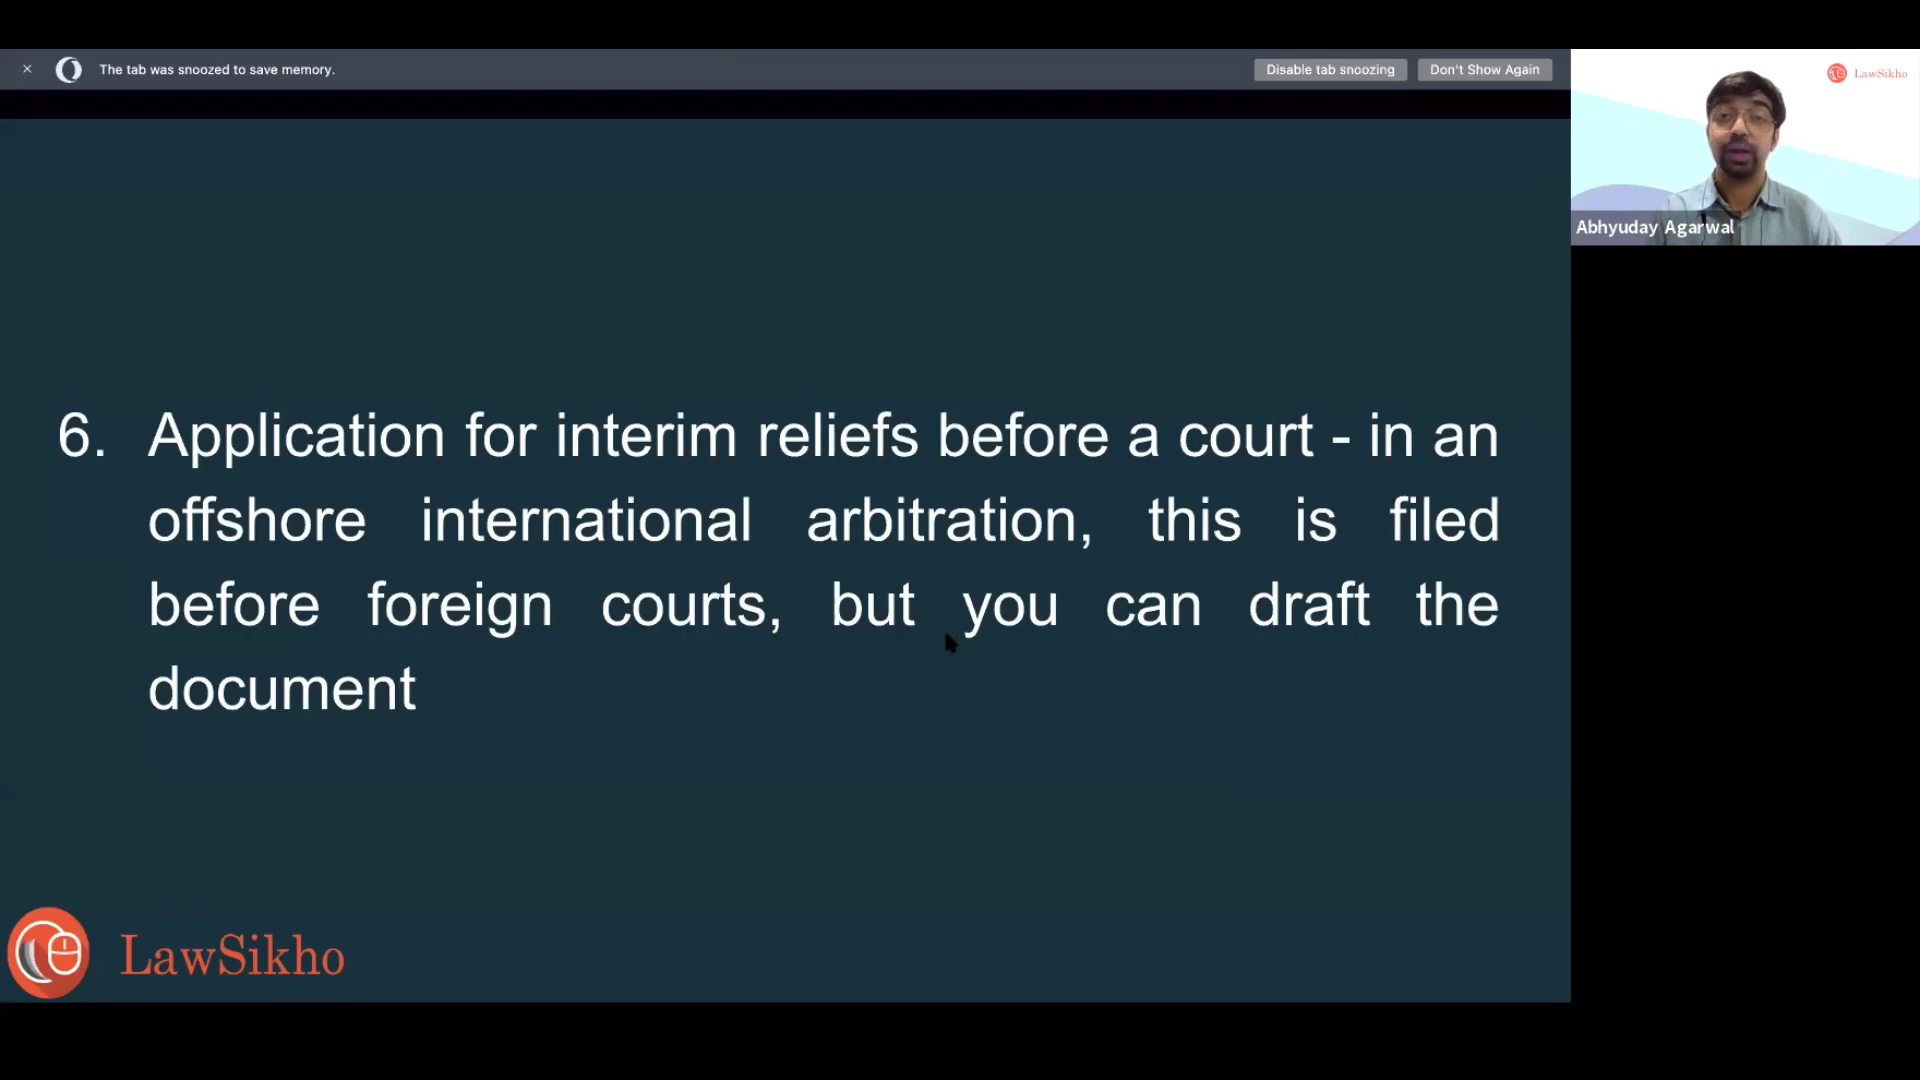 The tab was snoozed to save memory.
Disable tab snoozing
Don't Show Again
LawSikho
Abhyuday Agarwal
6. Application for interim reliefs before a court - in an
offshore international arbitration, this is filed
before foreign courts, but you can draft the
document
LawSikho